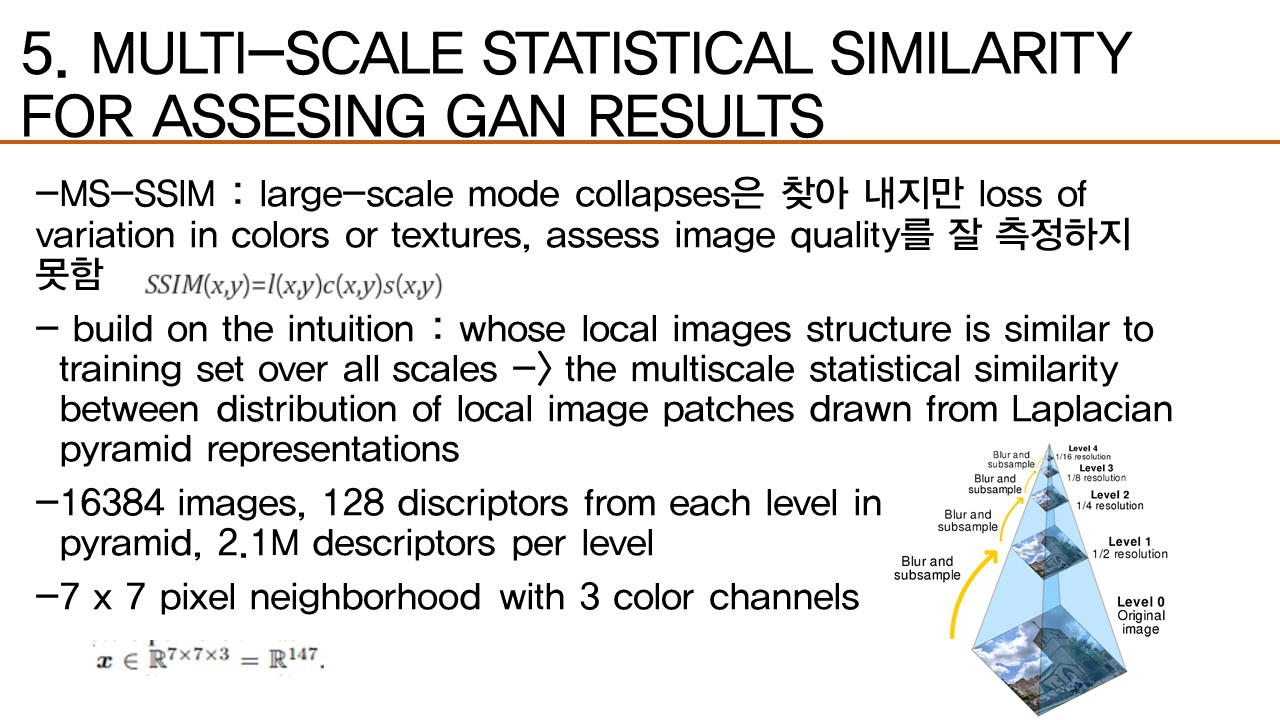 5. MULTI-SCALE STATISTICAL SIMILARITY
FOR ASSESING GAN RESULTS
-MS-SSIM : large-scale mode collapses은 찾아 내지만 loss of
variation in colors or textures, assess image quality를 잘 측정하지
못함
SSIM(x,y)=l(x,y)c(x,y)s(x,y)
- build on the intuition : whose local images structure is similar to
training set over all scales -> the multiscale statistical similarity
between distribution of local image patches drawn from Laplacian
pyramid representations
-16384 images, 128 discriptors from each level in
pyramid, 2.1M descriptors per level
-7 x 7 pixel neighborhood with 3 color channels
x ∈ ℝ^{7×7×3} = ℝ^{147}.
Level 4
1/16 resolution
Blur and
subsample
Level 3
1/8 resolution
Blur and
subsample
Level 2
1/4 resolution
Blur and
subsample
Level 1
1/2 resolution
Blur and
subsample
Level 0
Original
image